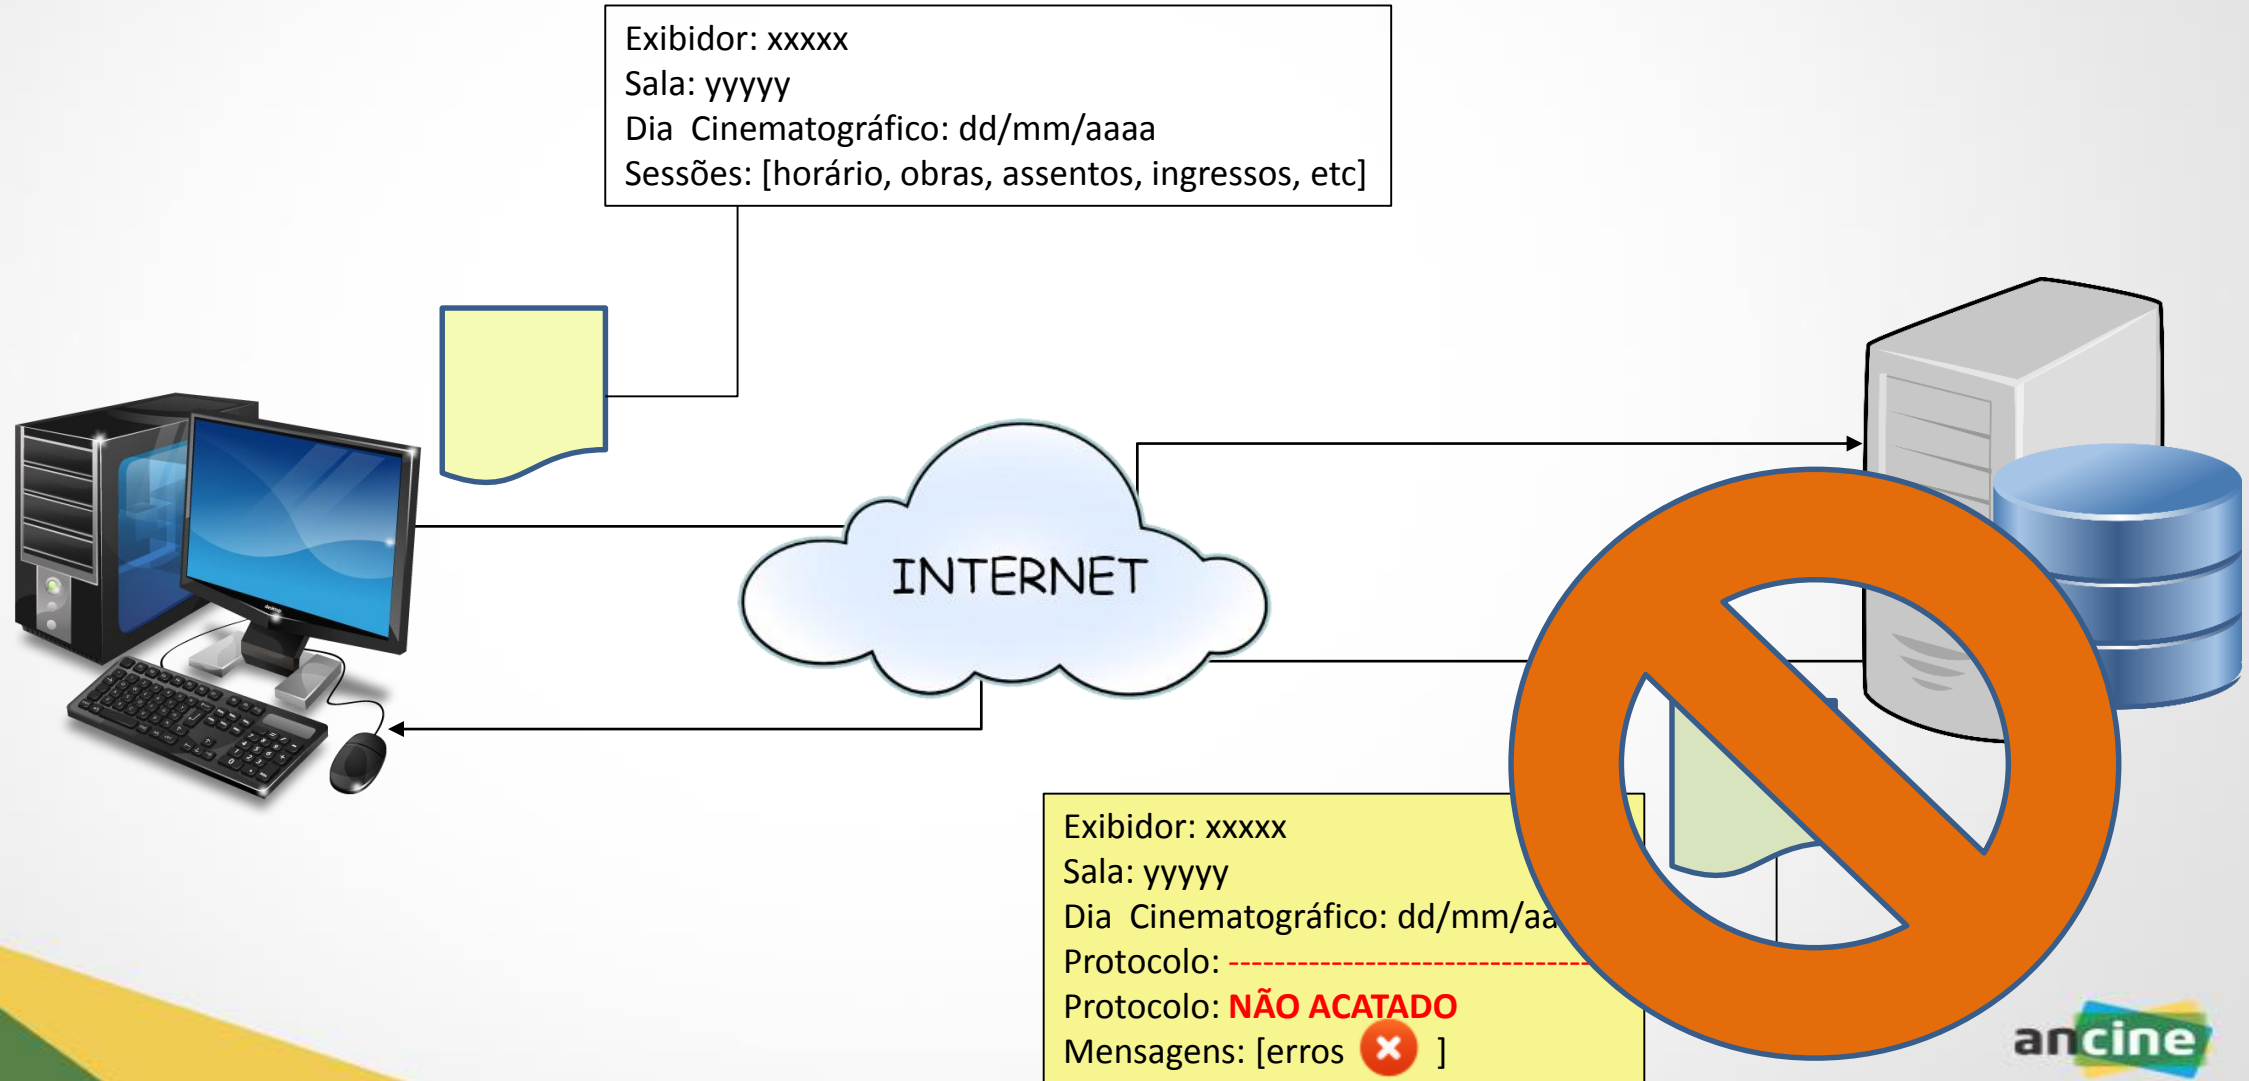 Exibidor: xxxxx
Sala: yyyyy
Dia  Cinematográfico: dd/mm/aaaa
Sessões: [horário, obras, assentos, ingressos, etc]
INTERNET
Exibidor: xxxxx
Sala: yyyyy
Dia  Cinematográfico: dd/mm/aa
Protocolo: -------------------------------
Protocolo: NÃO ACATADO
Mensagens: [erros ]
ancine